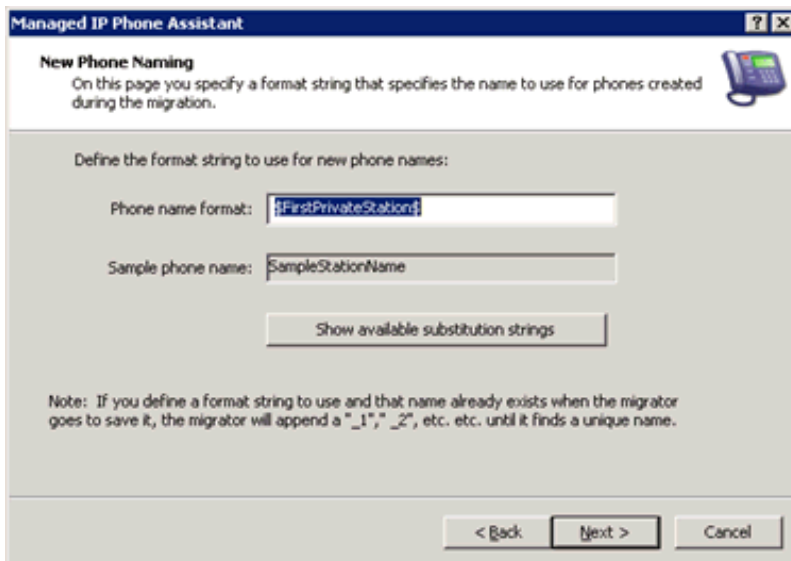 Managed IP Phone Assistant
New Phone Naming
On this page you specify a format string that specifies the name to use for phones created
during the migration.
Define the format string to use for new phone names:
Phone name format: $FirstPrivateStation$
Sample phone name: SampleStationName
Show available substitution strings
Note: If you define a format string to use and that name already exists when the migrator
goes to save it, the migrator will append a "_1"," _2", etc. etc. until it finds a unique name.
< Back Next > Cancel